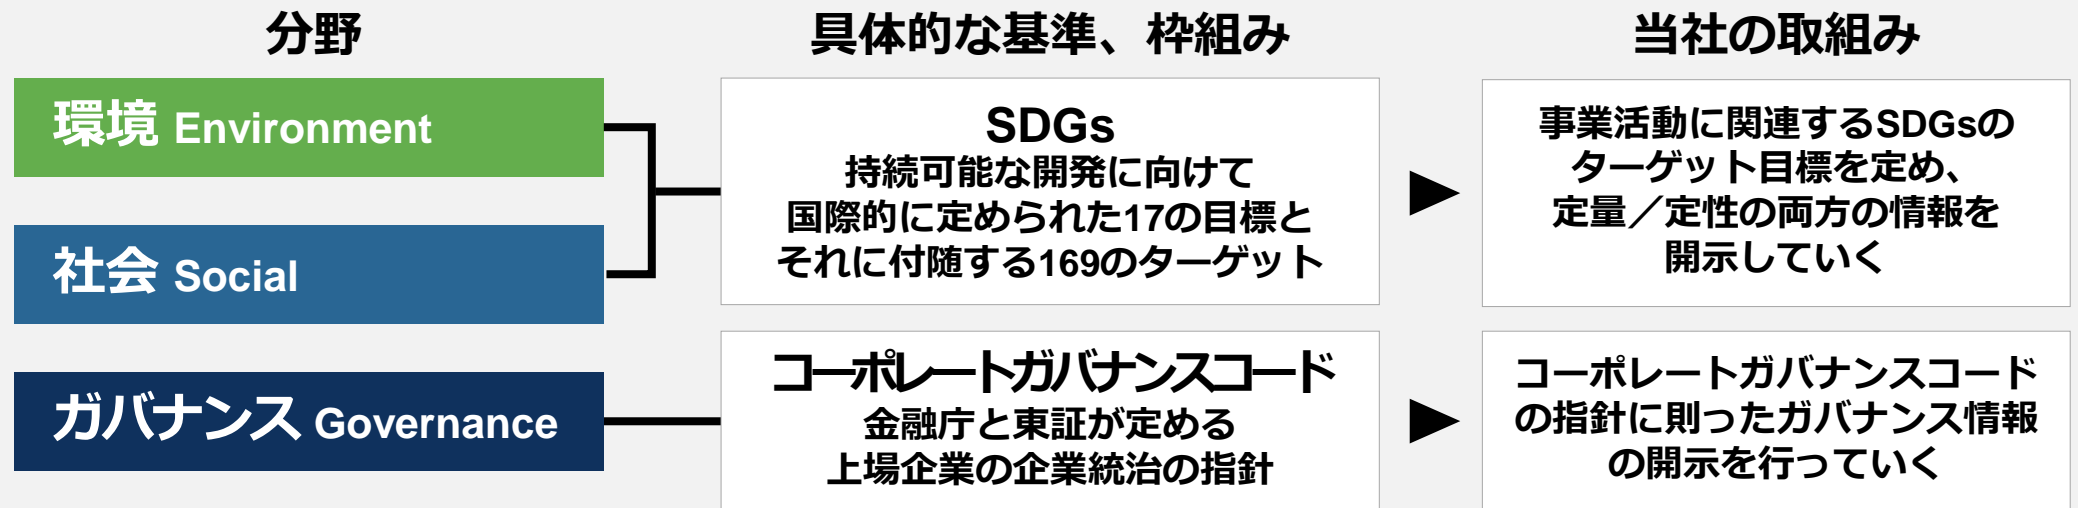 分野
具体的な基準、枠組み
当社の取組み
環境 Environment
社会 Social
SDGs
持続可能な開発に向けて
国際的に定められた17の目標と
それに付随する169のターゲット
事業活動に関連するSDGsの
ターゲット目標を定め、
定量／定性の両方の情報を
開示していく
ガバナンス Governance
コーポレートガバナンスコード
金融庁と東証が定める
上場企業の企業統治の指針
コーポレートガバナンスコード
の指針に則ったガバナンス情報
の開示を行っていく